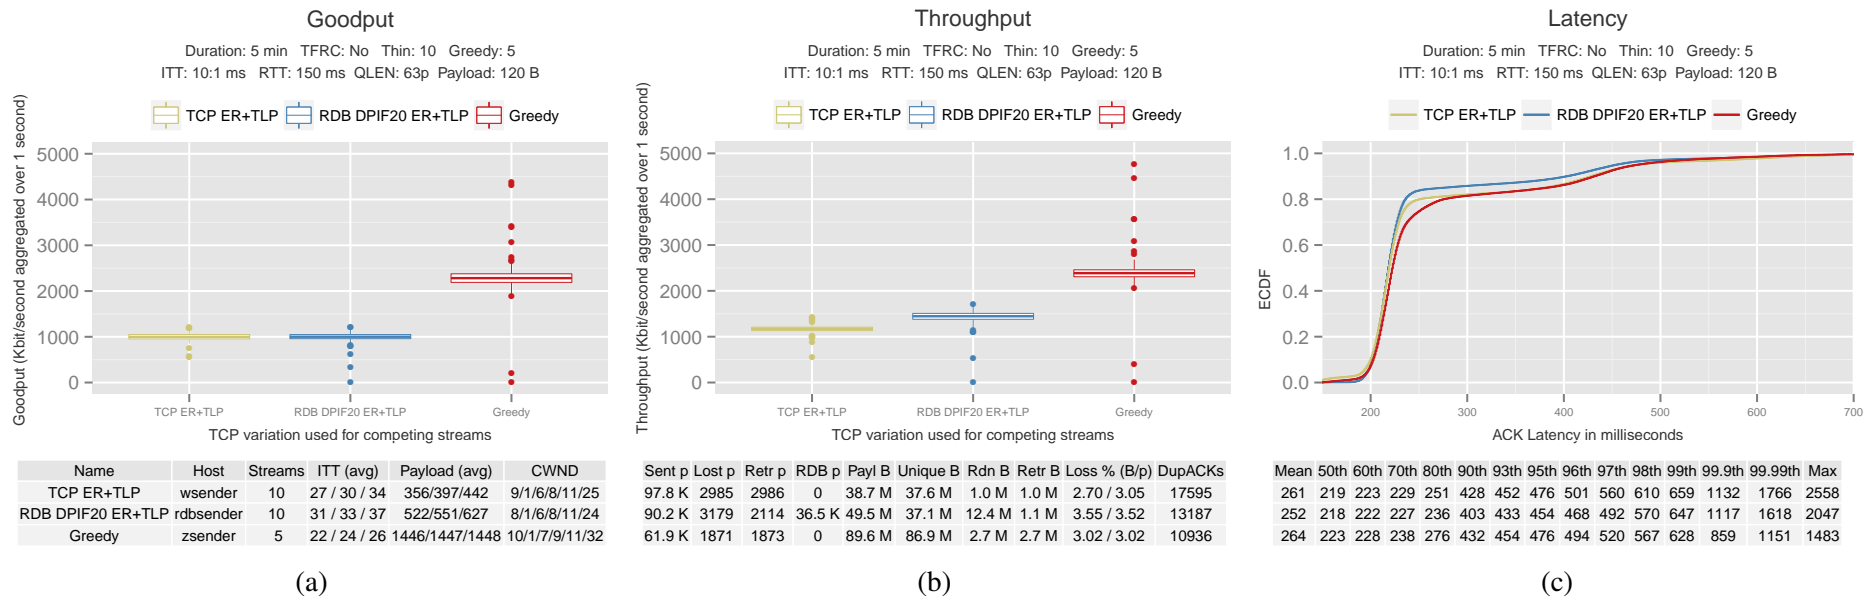 Goodput
Duration: 5 min TFRC: No Thin: 10 Greedy: 5
ITT: 10:1 ms RTT: 150 ms QLEN: 63p Payload: 120 B
TCP ER+TLP RDB DPIF20 ER+TLP Greedy
Goodput (Kbit/second aggregated over 1 second)
5000
4000
3000
2000
1000
0
TCP ER+TLP RDB DPIF20 ER+TLP Greedy
TCP variation used for competing streams
Name Host Streams ITT (avg) Payload (avg) CWND
TCP ER+TLP wsender 10 27 / 30 / 34 356/397/442 9/1/6/8/11/25
RDB DPIF20 ER+TLP rdbsender 10 31 / 33 / 37 522/551/627 8/1/6/8/11/24
Greedy zsender 5 22 / 24 / 26 1446/1447/1448 10/1/7/9/11/32
(a)
Throughput
Duration: 5 min TFRC: No Thin: 10 Greedy: 5
ITT: 10:1 ms RTT: 150 ms QLEN: 63p Payload: 120 B
TCP ER+TLP RDB DPIF20 ER+TLP Greedy
Throughput (Kbit/second aggregated over 1 second)
5000
4000
3000
2000
1000
0
TCP ER+TLP RDB DPIF20 ER+TLP Greedy
TCP variation used for competing streams
Sent p Lost p Retr p RDB p Payl B Unique B Rdn B Retr B Loss % (B/p) DupACKs
97.8 K 2985 2986 0 38.7 M 37.6 M 1.0 M 1.0 M 2.70 / 3.05 17595
90.2 K 3179 2114 36.5 K 49.5 M 37.1 M 12.4 M 1.1 M 3.55 / 3.52 13187
61.9 K 1871 1873 0 89.6 M 86.9 M 2.7 M 2.7 M 3.02 / 3.02 10936
(b)
Latency
Duration: 5 min TFRC: No Thin: 10 Greedy: 5
ITT: 10:1 ms RTT: 150 ms QLEN: 63p Payload: 120 B
TCP ER+TLP RDB DPIF20 ER+TLP Greedy
ECDF
1.0
0.8
0.6
0.4
0.2
0.0
200 300 400 500 600 700
ACK Latency in milliseconds
Mean 50th 60th 70th 80th 90th 93th 95th 96th 97th 98th 99th 99.9th 99.99th Max
261 219 223 229 251 428 452 476 501 560 610 659 1132 1766 2558
252 218 222 227 236 403 433 454 468 492 570 647 1117 1618 2047
264 223 228 238 276 432 454 476 494 520 567 628 859 1151 1483
(c)